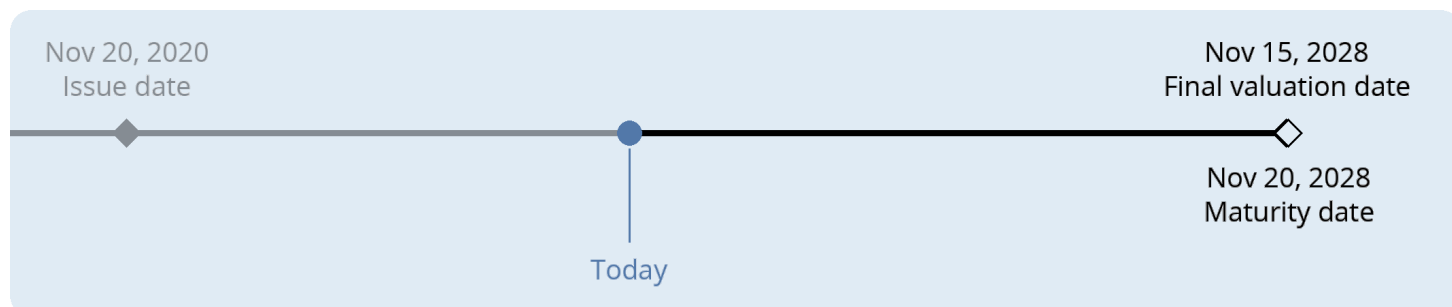 Nov 20, 2020
Issue date
Nov 15, 2028
Final valuation date
Nov 20, 2028
Maturity date
Today